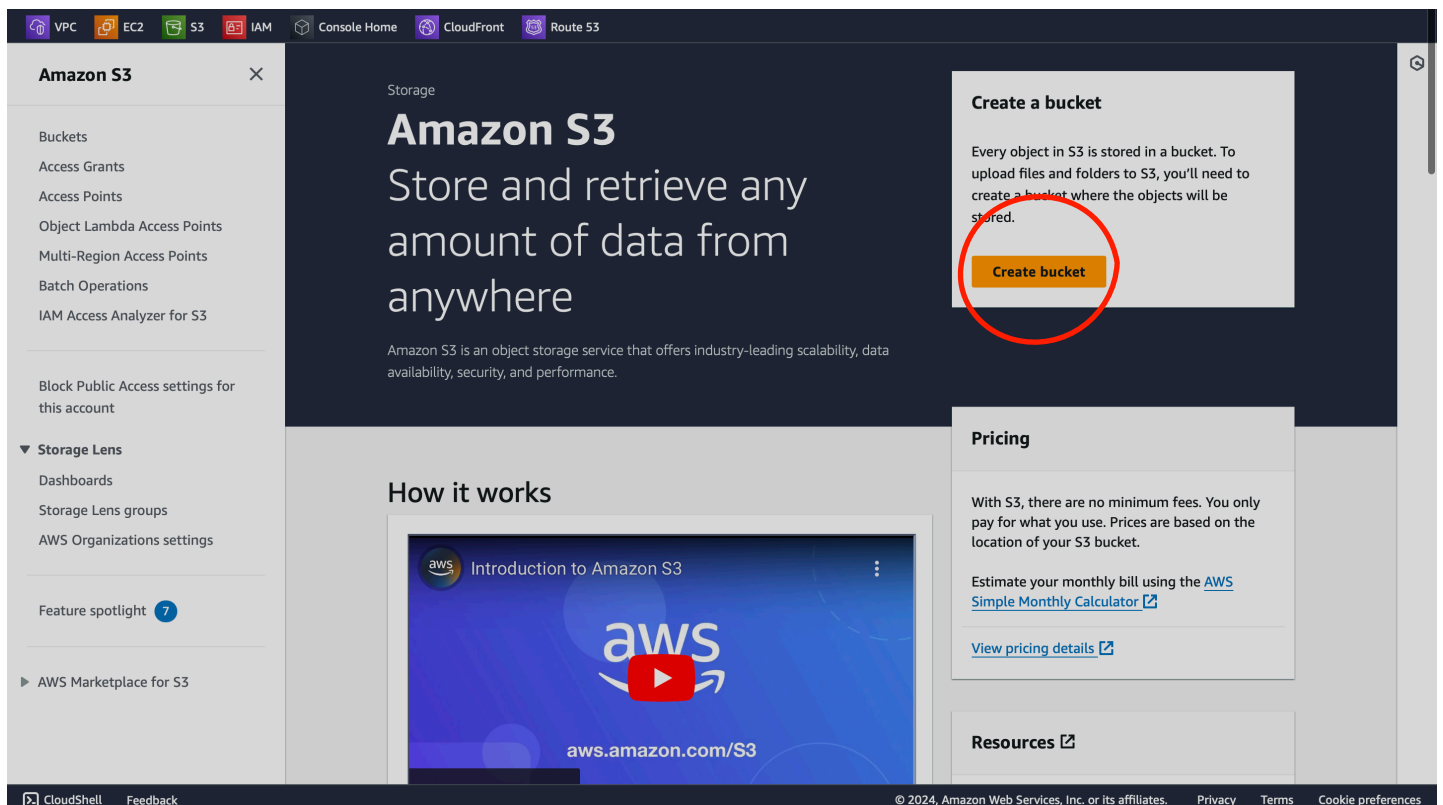 VPC EC2 S3 IAM Console Home CloudFront Route 53
Amazon S3
Buckets
Access Grants
Access Points
Object Lambda Access Points
Multi-Region Access Points
Batch Operations
IAM Access Analyzer for S3
Block Public Access settings for
this account
Storage Lens
Dashboards
Storage Lens groups
AWS Organizations settings
Feature spotlight 7
AWS Marketplace for S3
Storage
Amazon S3
Store and retrieve any
amount of data from
anywhere
Amazon S3 is an object storage service that offers industry-leading scalability, data
availability, security, and performance.
Create a bucket
Every object in S3 is stored in a bucket. To
upload files and folders to S3, you'll need to
create a bucket where the objects will be
stored.
Create bucket
How it works
aws Introduction to Amazon S3
aws
aws.amazon.com/S3
Pricing
With S3, there are no minimum fees. You only
pay for what you use. Prices are based on the
location of your S3 bucket.
Estimate your monthly bill using the AWS
Simple Monthly Calculator
View pricing details
Resources
CloudShell Feedback © 2024, Amazon Web Services, Inc. or its affiliates. Privacy Terms Cookie preferences